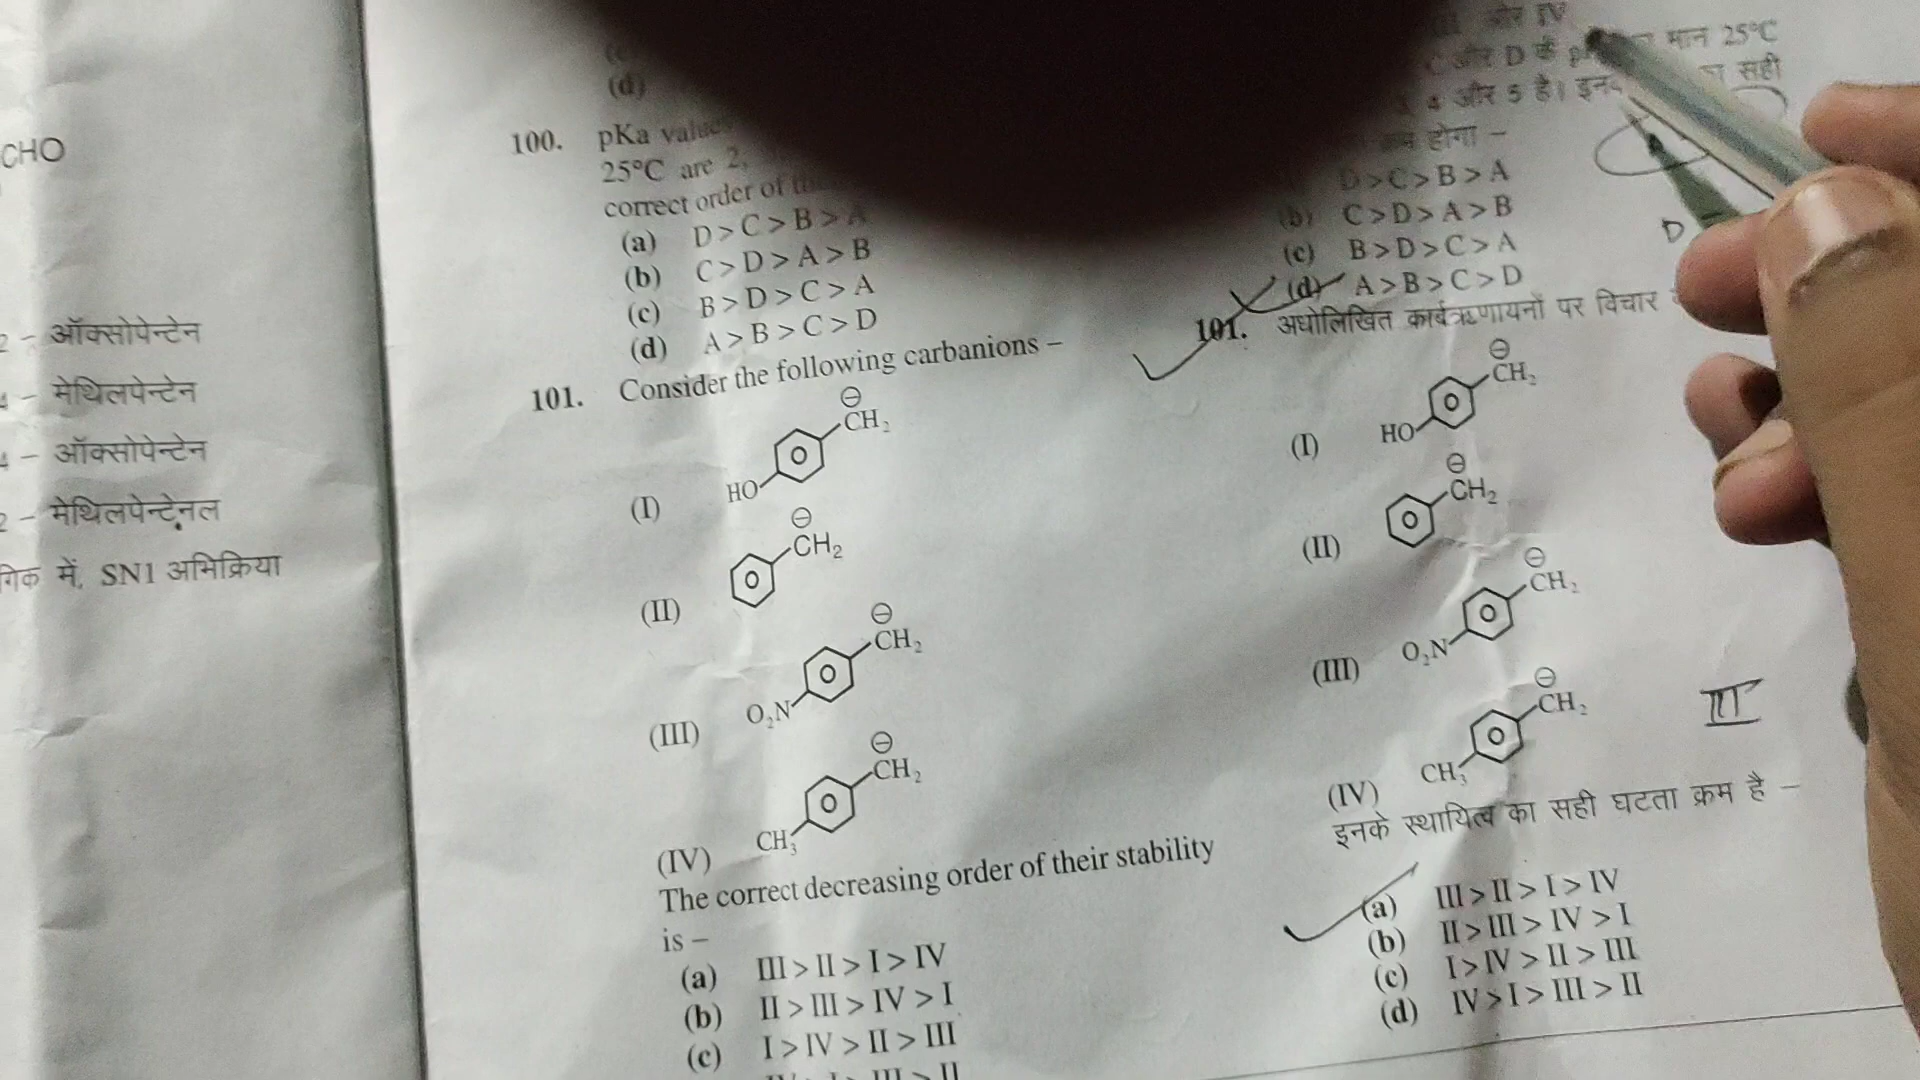 CHO
2 - ऑक्सोपेन्टेन
4 - मेथिलपेन्टेन
4 - ऑक्सोपेन्टेन
2 - मेथिलपेन्टेनल
में, SN1 अभिक्रिया
(d)
100. pKa
25°C are 2,
correct order of
(a) D > C > B > A
(b) C > D > A > B
(c) B > D > C > A
(d) A > B > C > D
101. Consider the following carbanions –
(I) HO ⊖ CH₂
(II) ⊖ CH₂
(III) O₂N ⊖ CH₂
(IV) CH₃ ⊖ CH₂
The correct decreasing order of their stability
is –
(a) III > II > I > IV
(b) II > III > IV > I
(c) I > IV > II > III
III > II
और IV
C और D के मान 25°C
4 और 5 है। सही
होगा –
D > C > B > A
(b) C > D > A > B
(c) B > D > C > A
(d) A > B > C > D
D
101. अधोलिखित कार्बऋणायनों पर विचार
(I) HO ⊖ CH₂
(II) ⊖ CH₂
(III) O₂N ⊖ CH₂
(IV) CH₃ ⊖ CH₂
III
इनके स्थायित्व का सही घटता क्रम है –
(a) III > II > I > IV
(b) II > III > IV > I
(c) I > IV > II > III
(d) IV > I > III > II